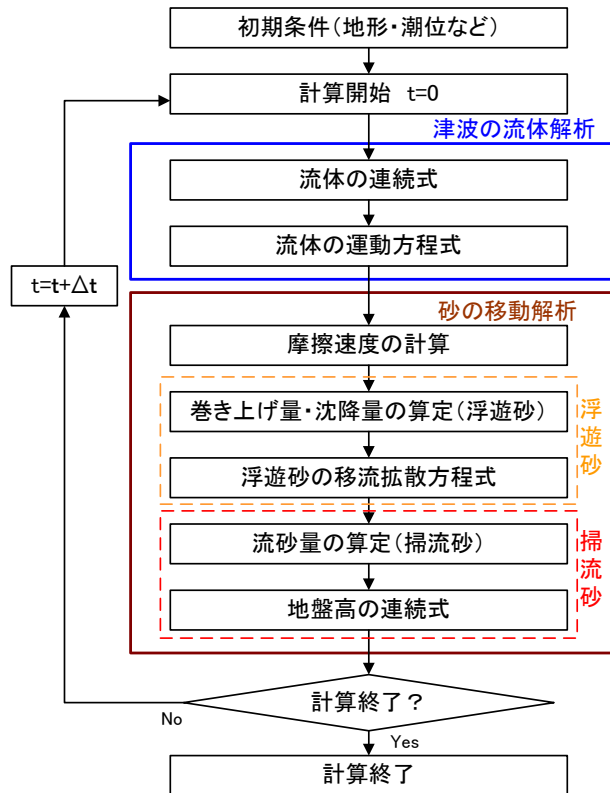 初期条件(地形・潮位など)
計算開始 t=0
津波の流体解析
流体の連続式
流体の運動方程式
t=t+Δt
砂の移動解析
摩擦速度の計算
巻き上げ量・沈降量の算定(浮遊砂)
浮遊砂の移流拡散方程式
浮遊砂
流砂量の算定(掃流砂)
地盤高の連続式
掃流砂
計算終了?
No
Yes
計算終了